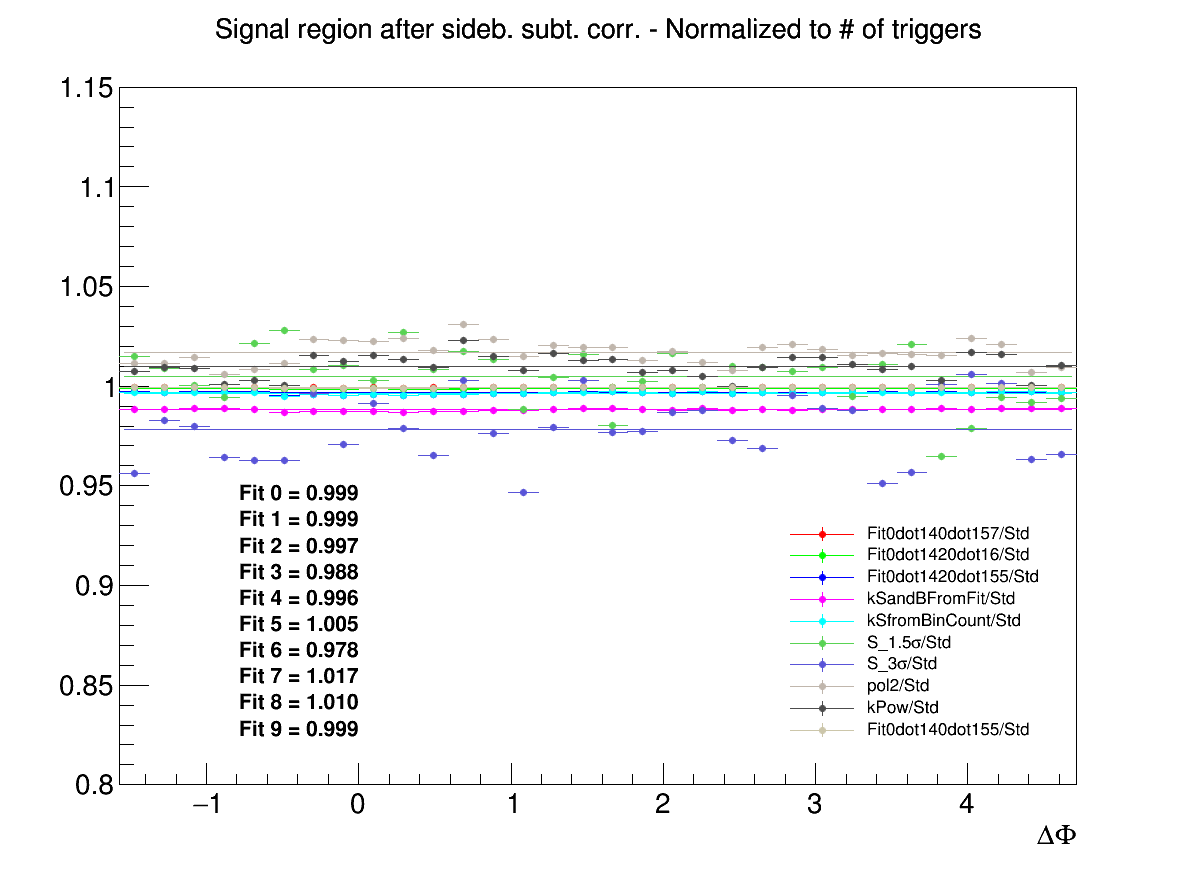 Signal region after sideb. subt. corr. - Normalized to # of triggers
1.15
1.1
1.05
1
0.95
0.9
0.85
0.8
Fit 0 = 0.999
Fit 1 = 0.999
Fit 2 = 0.997
Fit 3 = 0.988
Fit 4 = 0.996
Fit 5 = 1.005
Fit 6 = 0.978
Fit 7 = 1.017
Fit 8 = 1.010
Fit 9 = 0.999
Fit0dot140dot157/Std
Fit0dot1420dot16/Std
Fit0dot1420dot155/Std
kSandBFromFit/Std
kSfromBinCount/Std
S_1.5σ/Std
S_3σ/Std
pol2/Std
kPow/Std
Fit0dot140dot155/Std
−1 0 1 2 3 4
ΔΦ